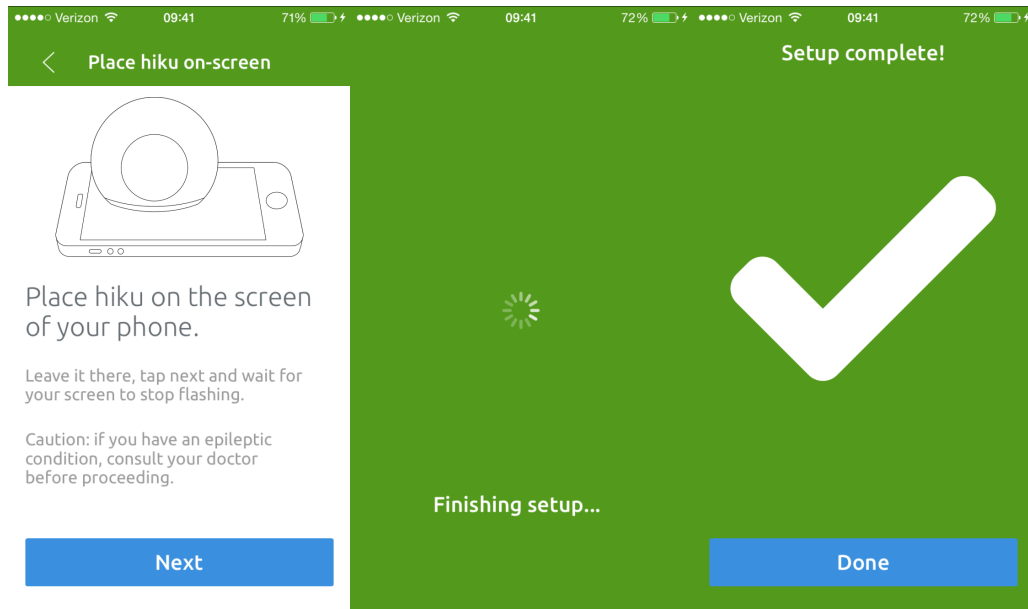 Verizon 09:41 71%
Place hiku on-screen
Place hiku on the screen
of your phone.
Leave it there, tap next and wait for
your screen to stop flashing.
Caution: if you have an epileptic
condition, consult your doctor
before proceeding.
Next
Verizon 09:41 72%
Finishing setup...
Verizon 09:41 72%
Setup complete!
Done